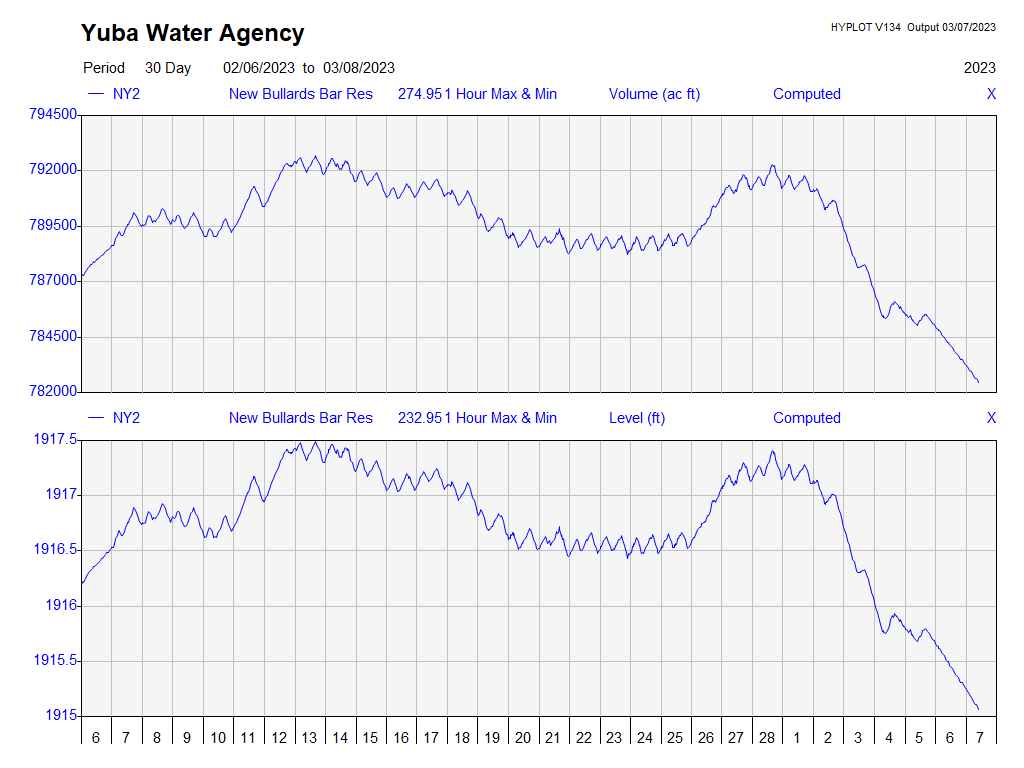 Yuba Water Agency
HYPLOT V134 Output 03/07/2023
Period 30 Day 02/06/2023 to 03/08/2023 2023
NY2 New Bullards Bar Res 274.95 1 Hour Max & Min Volume (ac ft) Computed X
794500
792000
789500
787000
784500
782000
NY2 New Bullards Bar Res 232.95 1 Hour Max & Min Level (ft) Computed X
1917.5
1917
1916.5
1916
1915.5
1915
6 7 8 9 10 11 12 13 14 15 16 17 18 19 20 21 22 23 24 25 26 27 28 1 2 3 4 5 6 7